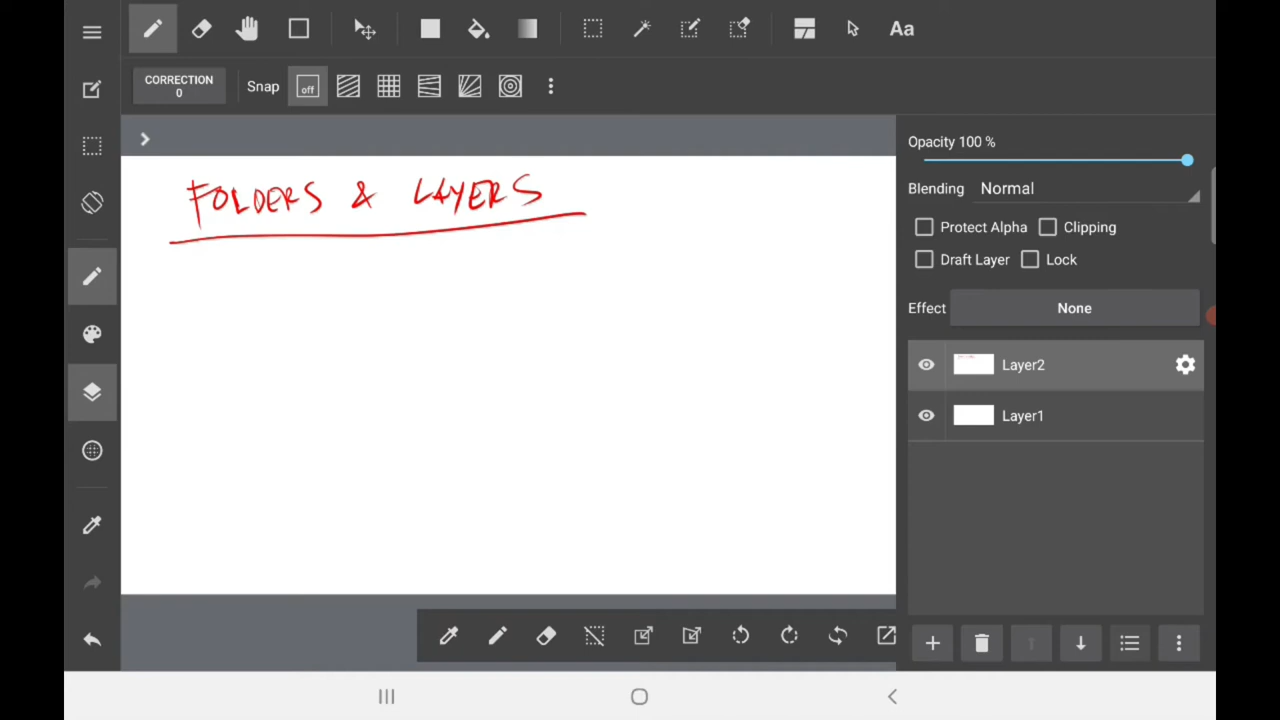 Aa
CORRECTION
0
Snap
off
FOLDERS & LAYERS
Opacity 100 %
Blending Normal
Protect Alpha Clipping
Draft Layer Lock
Effect None
Layer2
Layer1